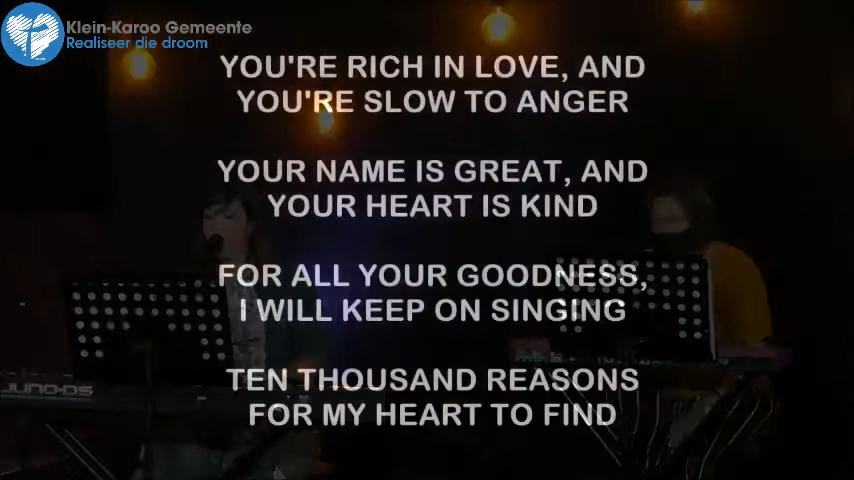 Klein-Karoo Gemeente
Realiseer die droom
YOU'RE RICH IN LOVE, AND
YOU'RE SLOW TO ANGER
YOUR NAME IS GREAT, AND
YOUR HEART IS KIND
FOR ALL YOUR GOODNESS,
I WILL KEEP ON SINGING
TEN THOUSAND REASONS
FOR MY HEART TO FIND
JUNO-DS